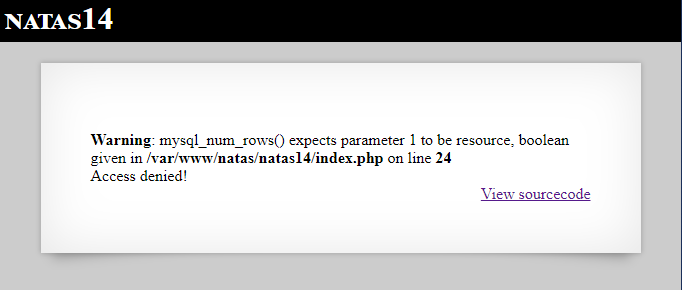 NATAS14
Warning: mysql_num_rows() expects parameter 1 to be resource, boolean
given in /var/www/natas/natas14/index.php on line 24
Access denied!
View sourcecode